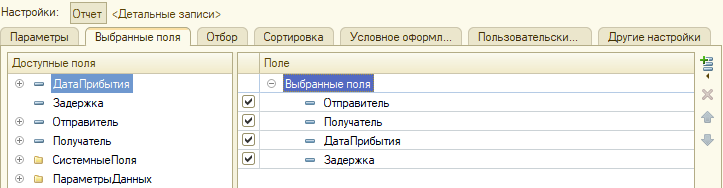 Настройки: Отчет <Детальные записи>
Параметры Выбранные поля Отбор Сортировка Условное оформл... Пользовательски... Другие настройки
Доступные поля
ДатаПрибытия
Задержка
Отправитель
Получатель
СистемныеПоля
ПараметрыДанных
Поле
Выбранные поля
Отправитель
Получатель
ДатаПрибытия
Задержка